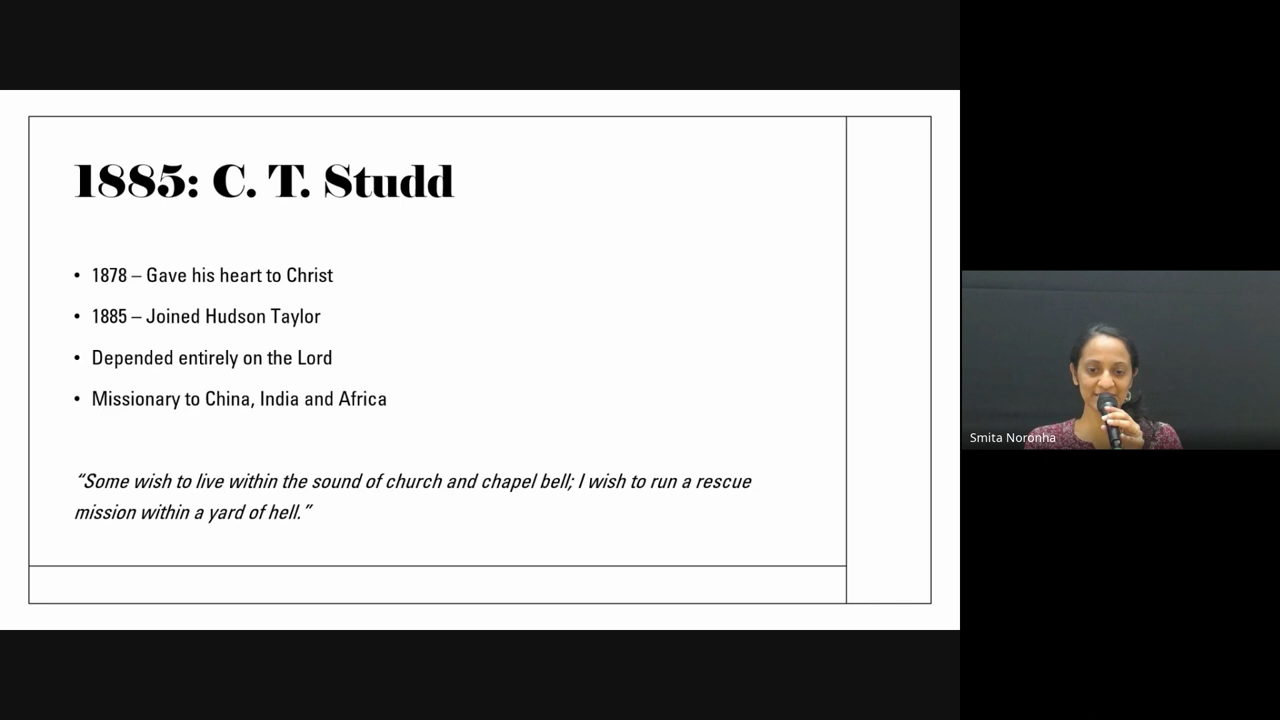 1885: C. T. Studd
• 1878 – Gave his heart to Christ
• 1885 – Joined Hudson Taylor
• Depended entirely on the Lord
• Missionary to China, India and Africa
“Some wish to live within the sound of church and chapel bell; I wish to run a rescue
mission within a yard of hell.”
Smita Noronha